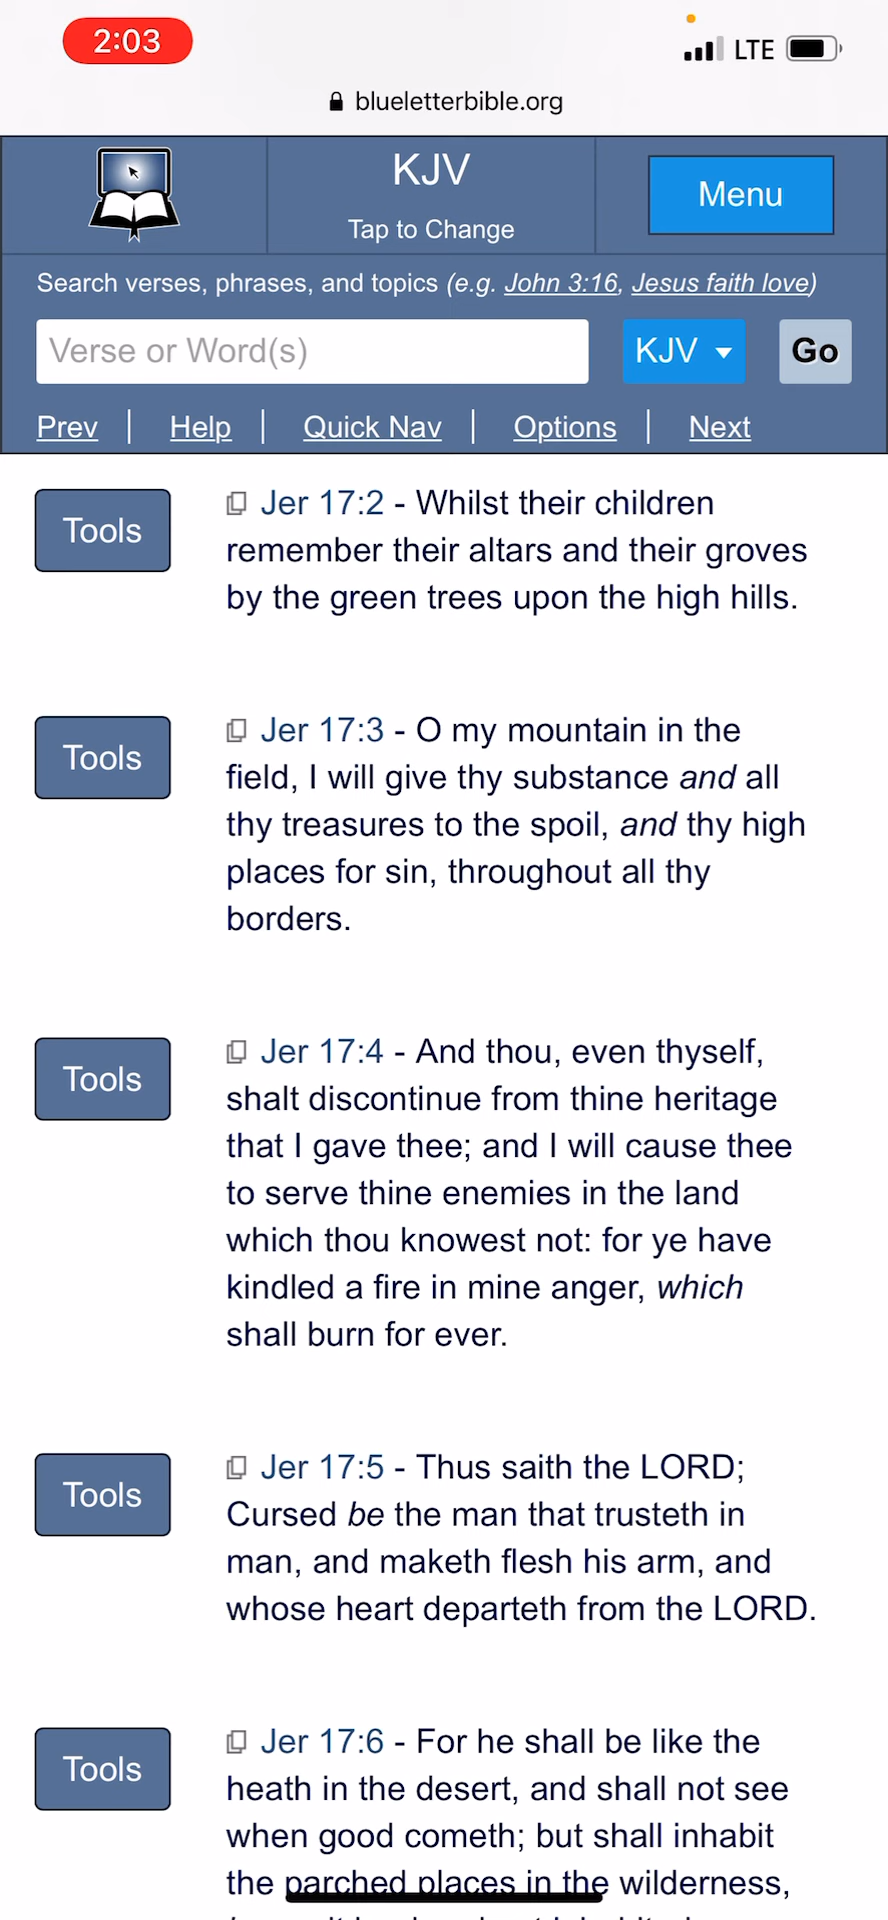 2:03
LTE
blueletterbible.org
KJV
Tap to Change
Menu
Search verses, phrases, and topics (e.g. John 3:16, Jesus faith love)
Verse or Word(s)
KJV
Go
Prev | Help | Quick Nav | Options | Next
Tools
Jer 17:2 - Whilst their children
remember their altars and their groves
by the green trees upon the high hills.
Tools
Jer 17:3 - O my mountain in the
field, I will give thy substance and all
thy treasures to the spoil, and thy high
places for sin, throughout all thy
borders.
Tools
Jer 17:4 - And thou, even thyself,
shalt discontinue from thine heritage
that I gave thee; and I will cause thee
to serve thine enemies in the land
which thou knowest not: for ye have
kindled a fire in mine anger, which
shall burn for ever.
Tools
Jer 17:5 - Thus saith the LORD;
Cursed be the man that trusteth in
man, and maketh flesh his arm, and
whose heart departeth from the LORD.
Tools
Jer 17:6 - For he shall be like the
heath in the desert, and shall not see
when good cometh; but shall inhabit
the parched places in the wilderness,